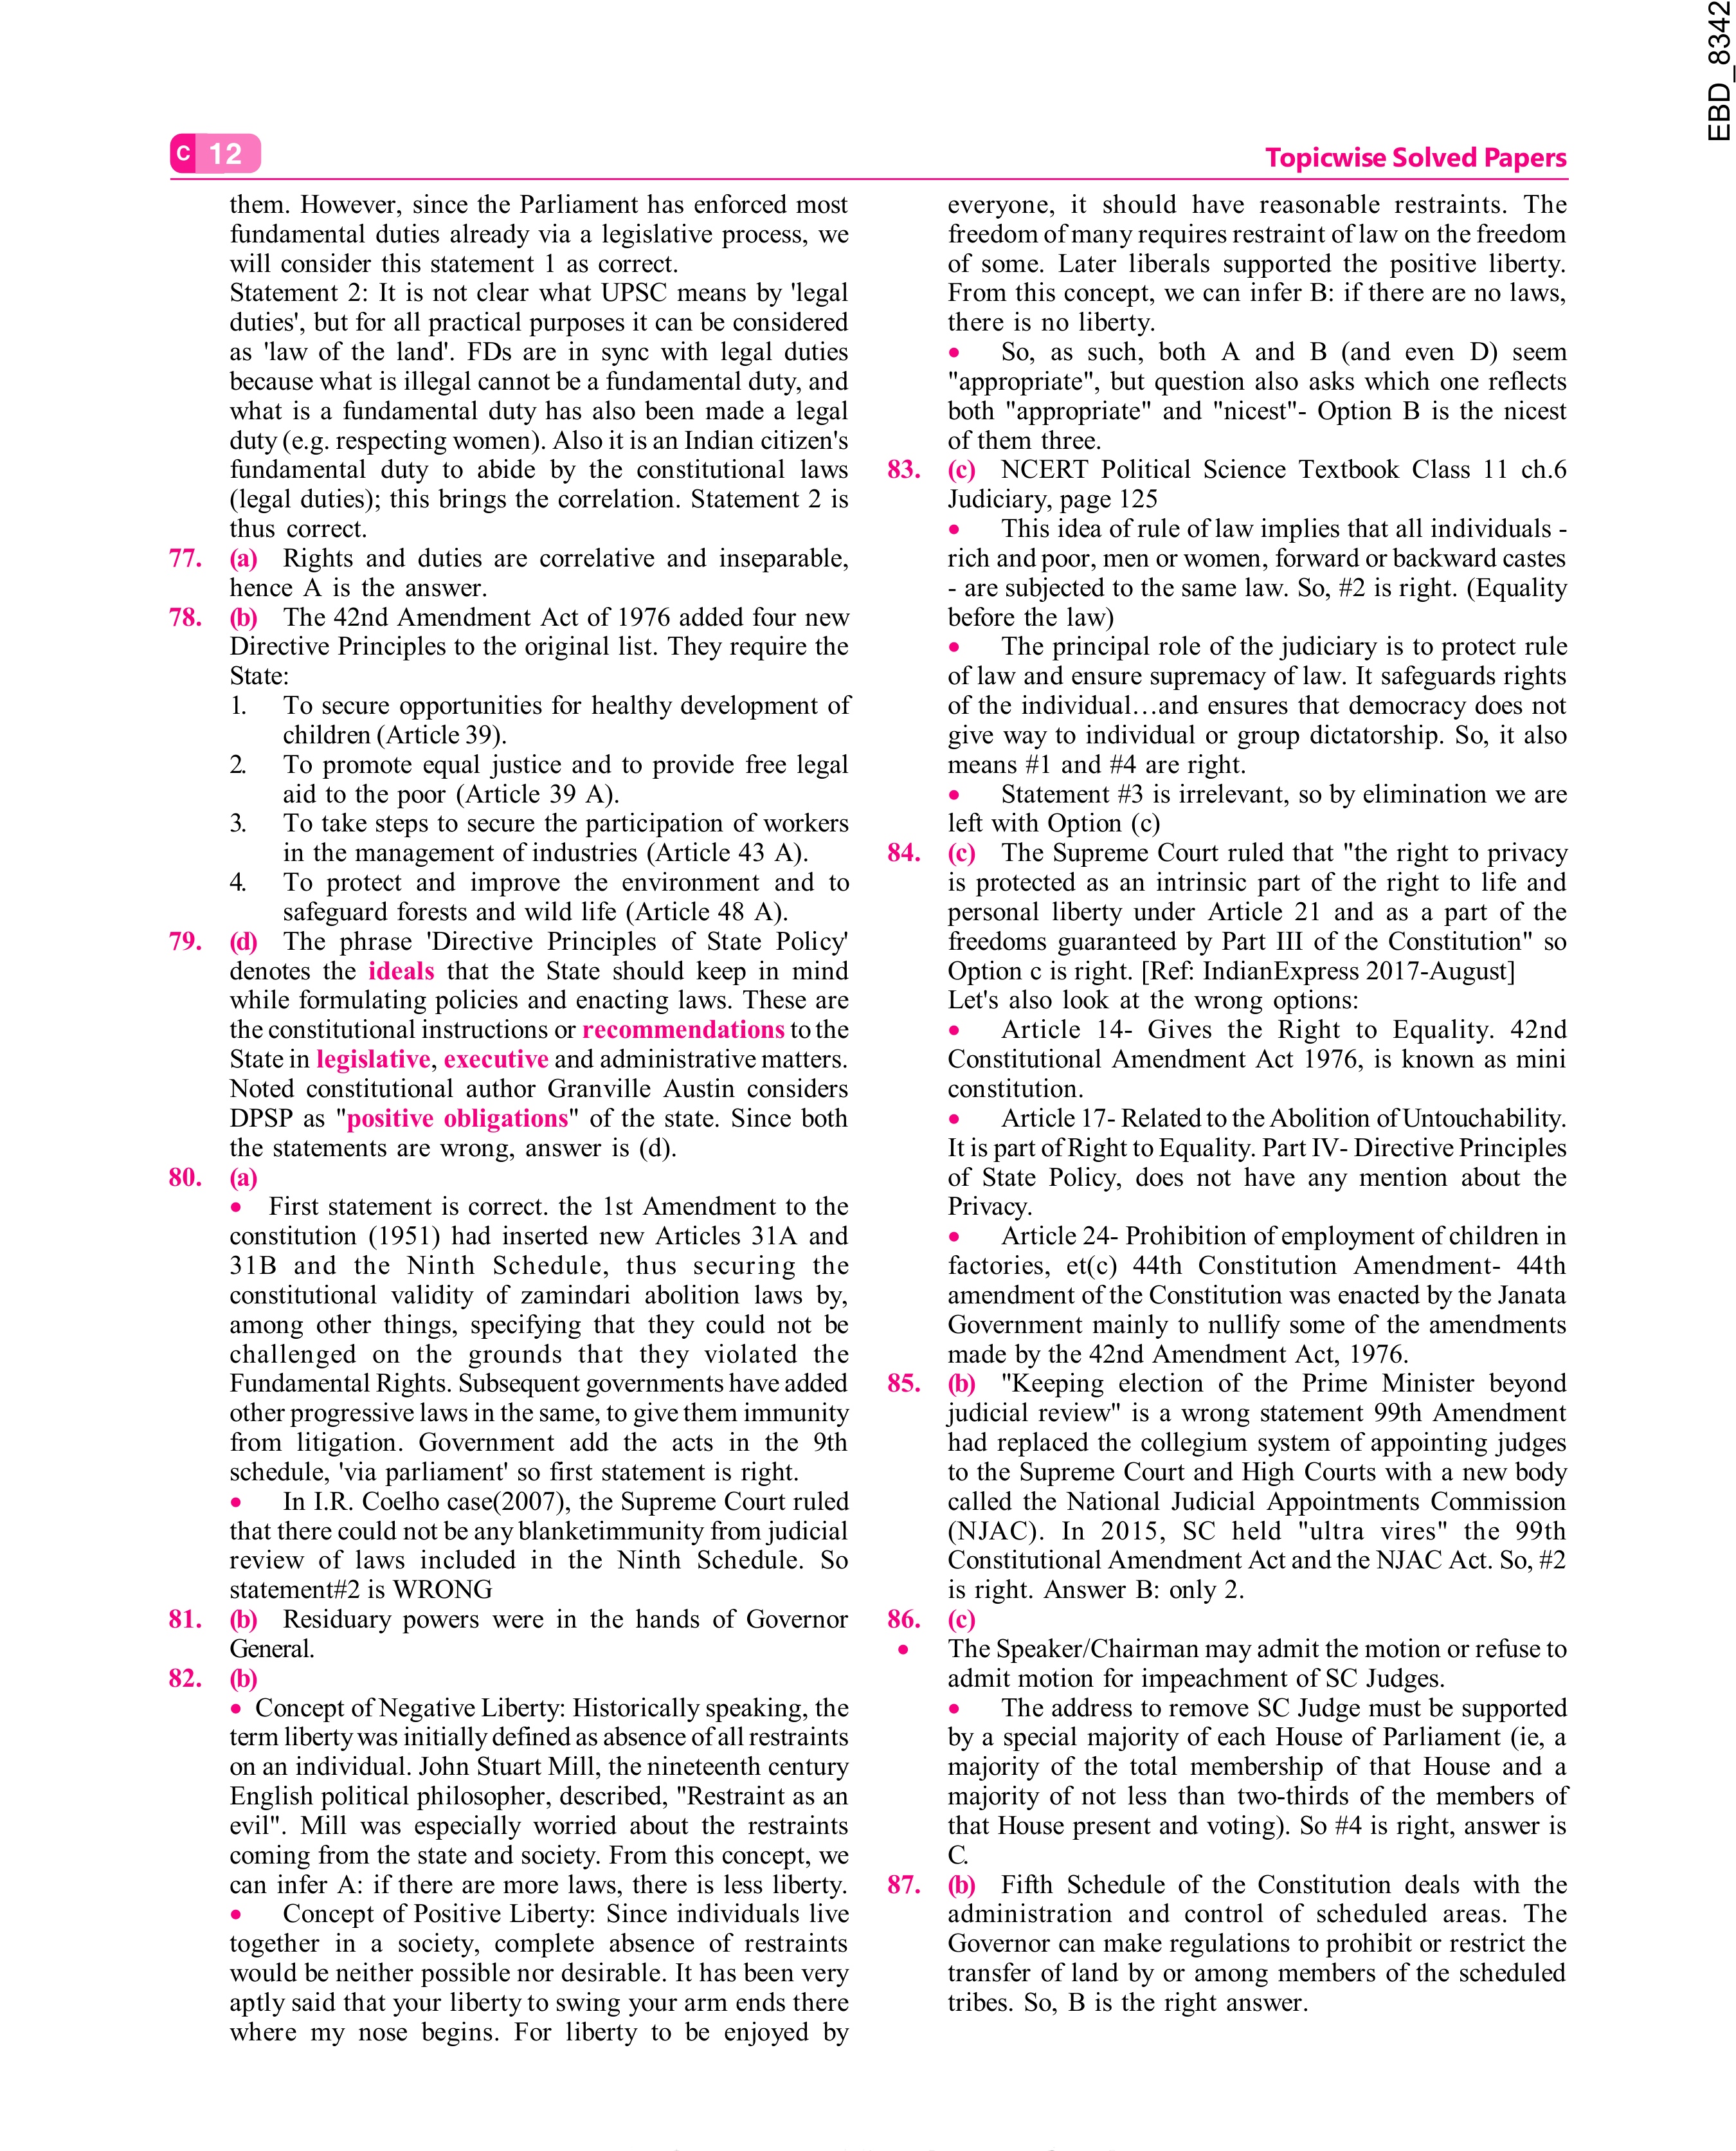 EBD_8342
C 12
Topicwise Solved Papers
them. However, since the Parliament has enforced most
fundamental duties already via a legislative process, we
will consider this statement 1 as correct.
Statement 2: It is not clear what UPSC means by 'legal
duties', but for all practical purposes it can be considered
as 'law of the land'. FDs are in sync with legal duties
because what is illegal cannot be a fundamental duty, and
what is a fundamental duty has also been made a legal
duty (e.g. respecting women). Also it is an Indian citizen's
fundamental duty to abide by the constitutional laws
(legal duties); this brings the correlation. Statement 2 is
thus correct.
77. (a) Rights and duties are correlative and inseparable,
hence A is the answer.
78. (b) The 42nd Amendment Act of 1976 added four new
Directive Principles to the original list. They require the
State:
1. To secure opportunities for healthy development of
children (Article 39).
2. To promote equal justice and to provide free legal
aid to the poor (Article 39 A).
3. To take steps to secure the participation of workers
in the management of industries (Article 43 A).
4. To protect and improve the environment and to
safeguard forests and wild life (Article 48 A).
79. (d) The phrase 'Directive Principles of State Policy'
denotes the ideals that the State should keep in mind
while formulating policies and enacting laws. These are
the constitutional instructions or recommendations to the
State in legislative, executive and administrative matters.
Noted constitutional author Granville Austin considers
DPSP as "positive obligations" of the state. Since both
the statements are wrong, answer is (d).
80. (a)
• First statement is correct. the 1st Amendment to the
constitution (1951) had inserted new Articles 31A and
31B and the Ninth Schedule, thus securing the
constitutional validity of zamindari abolition laws by,
among other things, specifying that they could not be
challenged on the grounds that they violated the
Fundamental Rights. Subsequent governments have added
other progressive laws in the same, to give them immunity
from litigation. Government add the acts in the 9th
schedule, 'via parliament' so first statement is right.
• In I.R. Coelho case(2007), the Supreme Court ruled
that there could not be any blanketimmunity from judicial
review of laws included in the Ninth Schedule. So
statement#2 is WRONG
81. (b) Residuary powers were in the hands of Governor
General.
82. (b)
• Concept of Negative Liberty: Historically speaking, the
term liberty was initially defined as absence of all restraints
on an individual. John Stuart Mill, the nineteenth century
English political philosopher, described, "Restraint as an
evil". Mill was especially worried about the restraints
coming from the state and society. From this concept, we
can infer A: if there are more laws, there is less liberty.
• Concept of Positive Liberty: Since individuals live
together in a society, complete absence of restraints
would be neither possible nor desirable. It has been very
aptly said that your liberty to swing your arm ends there
where my nose begins. For liberty to be enjoyed by
everyone, it should have reasonable restraints. The
freedom of many requires restraint of law on the freedom
of some. Later liberals supported the positive liberty.
From this concept, we can infer B: if there are no laws,
there is no liberty.
• So, as such, both A and B (and even D) seem
"appropriate", but question also asks which one reflects
both "appropriate" and "nicest"- Option B is the nicest
of them three.
83. (c) NCERT Political Science Textbook Class 11 ch.6
Judiciary, page 125
• This idea of rule of law implies that all individuals -
rich and poor, men or women, forward or backward castes
- are subjected to the same law. So, #2 is right. (Equality
before the law)
• The principal role of the judiciary is to protect rule
of law and ensure supremacy of law. It safeguards rights
of the individual…and ensures that democracy does not
give way to individual or group dictatorship. So, it also
means #1 and #4 are right.
• Statement #3 is irrelevant, so by elimination we are
left with Option (c)
84. (c) The Supreme Court ruled that "the right to privacy
is protected as an intrinsic part of the right to life and
personal liberty under Article 21 and as a part of the
freedoms guaranteed by Part III of the Constitution" so
Option c is right. [Ref: IndianExpress 2017-August]
Let's also look at the wrong options:
• Article 14- Gives the Right to Equality. 42nd
Constitutional Amendment Act 1976, is known as mini
constitution.
• Article 17- Related to the Abolition of Untouchability.
It is part of Right to Equality. Part IV- Directive Principles
of State Policy, does not have any mention about the
Privacy.
• Article 24- Prohibition of employment of children in
factories, et(c) 44th Constitution Amendment- 44th
amendment of the Constitution was enacted by the Janata
Government mainly to nullify some of the amendments
made by the 42nd Amendment Act, 1976.
85. (b) "Keeping election of the Prime Minister beyond
judicial review" is a wrong statement 99th Amendment
had replaced the collegium system of appointing judges
to the Supreme Court and High Courts with a new body
called the National Judicial Appointments Commission
(NJAC). In 2015, SC held "ultra vires" the 99th
Constitutional Amendment Act and the NJAC Act. So, #2
is right. Answer B: only 2.
86. (c)
• The Speaker/Chairman may admit the motion or refuse to
admit motion for impeachment of SC Judges.
• The address to remove SC Judge must be supported
by a special majority of each House of Parliament (ie, a
majority of the total membership of that House and a
majority of not less than two-thirds of the members of
that House present and voting). So #4 is right, answer is
C.
87. (b) Fifth Schedule of the Constitution deals with the
administration and control of scheduled areas. The
Governor can make regulations to prohibit or restrict the
transfer of land by or among members of the scheduled
tribes. So, B is the right answer.